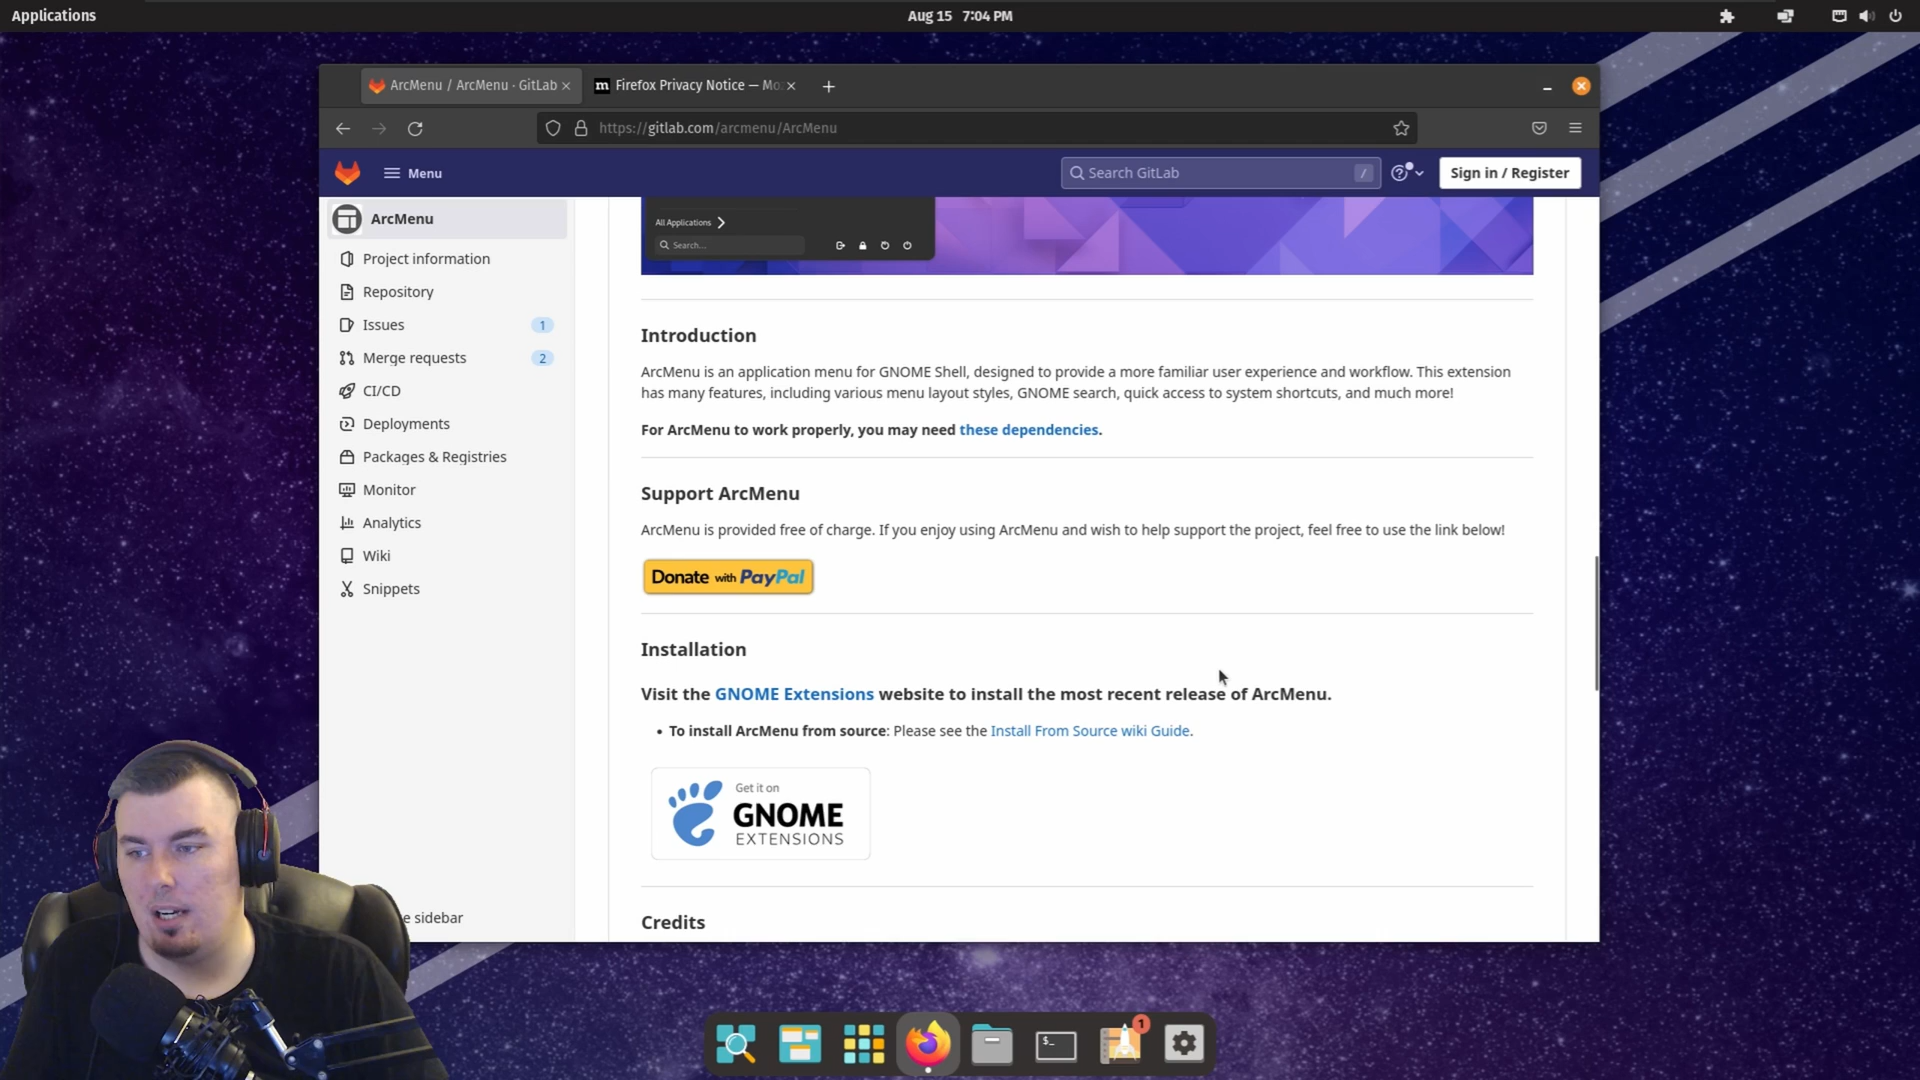 Applications
Aug 15 7:04 PM
ArcMenu / ArcMenu · GitLab
m Firefox Privacy Notice — Mo
https://gitlab.com/arcmenu/ArcMenu
Menu
Search GitLab
/
Sign in / Register
ArcMenu
Project information
Repository
Issues 1
Merge requests 2
CI/CD
Deployments
Packages & Registries
Monitor
Analytics
Wiki
Snippets
e sidebar
All Applications
Search...
Introduction
ArcMenu is an application menu for GNOME Shell, designed to provide a more familiar user experience and workflow. This extension
has many features, including various menu layout styles, GNOME search, quick access to system shortcuts, and much more!
For ArcMenu to work properly, you may need these dependencies.
Support ArcMenu
ArcMenu is provided free of charge. If you enjoy using ArcMenu and wish to help support the project, feel free to use the link below!
Donate with PayPal
Installation
Visit the GNOME Extensions website to install the most recent release of ArcMenu.
• To install ArcMenu from source: Please see the Install From Source wiki Guide.
Get it on
GNOME
EXTENSIONS
Credits
$_
1